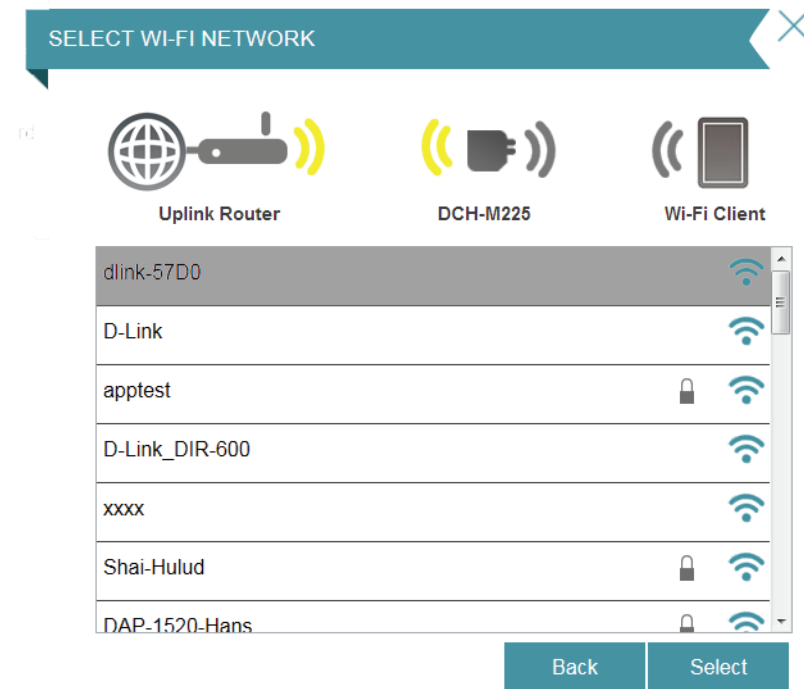 SELECT WI-FI NETWORK
Uplink Router DCH-M225 Wi-Fi Client
dlink-57D0
D-Link
apptest
D-Link_DIR-600
xxxx
Shai-Hulud
DAP-1520-Hans
Back Select